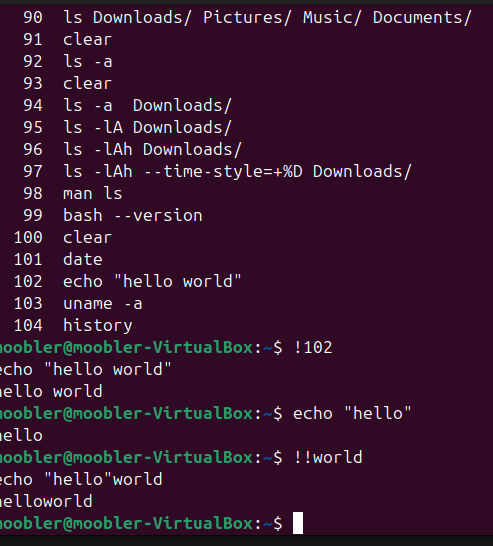 90 ls Downloads/ Pictures/ Music/ Documents/
91 clear
92 ls -a
93 clear
94 ls -a  Downloads/
95 ls -lA Downloads/
96 ls -lAh Downloads/
97 ls -lAh --time-style=+%D Downloads/
98 man ls
99 bash --version
100 clear
101 date
102 echo "hello world"
103 uname -a
104 history
moobler@moobler-VirtualBox:~$ !102
echo "hello world"
hello world
moobler@moobler-VirtualBox:~$ echo "hello"
hello
moobler@moobler-VirtualBox:~$ !!world
echo "hello"world
helloworld
moobler@moobler-VirtualBox:~$